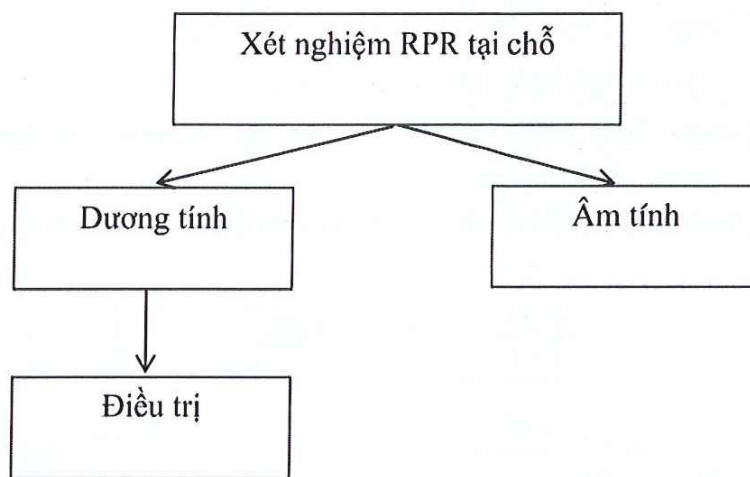 Xét nghiệm RPR tại chỗ
Dương tính
Âm tính
Điều trị